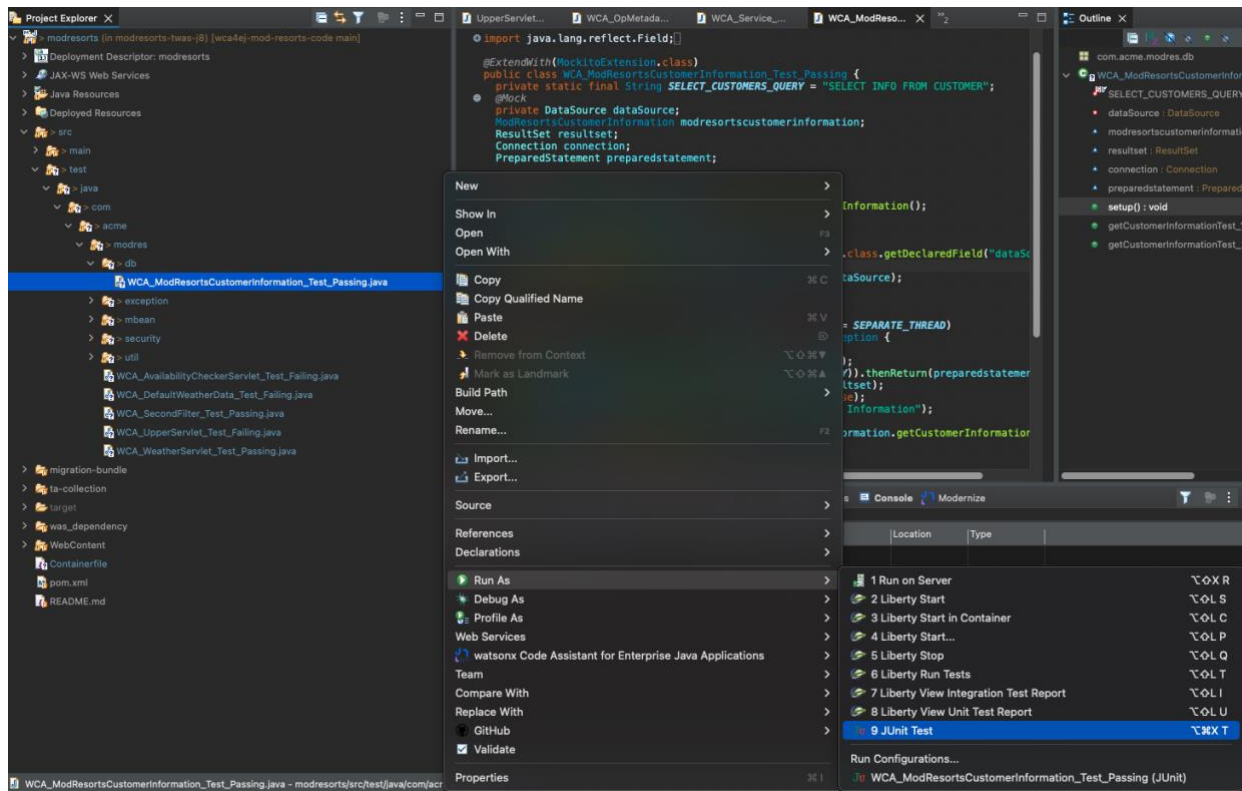 Project Explorer
> modresorts (in modresorts-twas-j8) [wca4ej-mod-resorts-code main]
Deployment Descriptor: modresorts
JAX-WS Web Services
Java Resources
Deployed Resources
> src
> main
> test
> java
> com
> acme
> modres
> db
WCA_ModResortsCustomerInformation_Test_Passing.java
> exception
> mbean
> security
> util
WCA_AvailabilityCheckerServlet_Test_Failing.java
WCA_DefaultWeatherData_Test_Failing.java
WCA_SecondFilter_Test_Passing.java
WCA_UpperServlet_Test_Failing.java
WCA_WeatherServlet_Test_Passing.java
migration-bundle
ta-collection
target
was_dependency
WebContent
Containerfile
pom.xml
README.md
WCA_ModResortsCustomerInformation_Test_Passing.java - modresorts/src/test/java/com/acr
UpperServlet...
WCA_OpMetada...
WCA_Service_...
WCA_ModReso...
2
import java.lang.reflect.Field;
@ExtendWith(MockitoExtension.class)
public class WCA_ModResortsCustomerInformation_Test_Passing {
private static final String SELECT_CUSTOMERS_QUERY = "SELECT INFO FROM CUSTOMER";
@Mock
private DataSource dataSource;
ModResortsCustomerInformation modresortscustomerinformation;
ResultSet resultset;
Connection connection;
PreparedStatement preparedstatement;
Information();
.class.getDeclaredField("dataSo
taSource);
= SEPARATE_THREAD)
eption {
);
Y)).thenReturn(preparedstatemen
ltset);
se);
Information");
ormation.getCustomerInformation
New
Show In
Open F3
Open With
Copy ⌘C
Copy Qualified Name
Paste ⌘V
Delete ⌦
Remove from Context ⌥⇧⌘▼
Mark as Landmark ⌥⇧⌘▲
Build Path
Move...
Rename... F2
Import...
Export...
Source
References
Declarations
Run As
Debug As
Profile As
Web Services
watsonx Code Assistant for Enterprise Java Applications
Team
Compare With
Replace With
GitHub
Validate
Properties ⌘I
1 Run on Server ⌥⇧X R
2 Liberty Start ⌥⇧L S
3 Liberty Start in Container ⌥⇧L C
4 Liberty Start... ⌥⇧L P
5 Liberty Stop ⌥⇧L Q
6 Liberty Run Tests ⌥⇧L T
7 Liberty View Integration Test Report ⌥⇧L I
8 Liberty View Unit Test Report ⌥⇧L U
9 JUnit Test ⌥⌘X T
Run Configurations...
WCA_ModResortsCustomerInformation_Test_Passing (JUnit)
s Console Modernize
Location Type
Outline
com.acme.modres.db
WCA_ModResortsCustomerInfor
SELECT_CUSTOMERS_QUERY
dataSource : DataSource
modresortscustomerinformati
resultset : ResultSet
connection : Connection
preparedstatement : Prepared
setup() : void
getCustomerInformationTest_
getCustomerInformationTest_